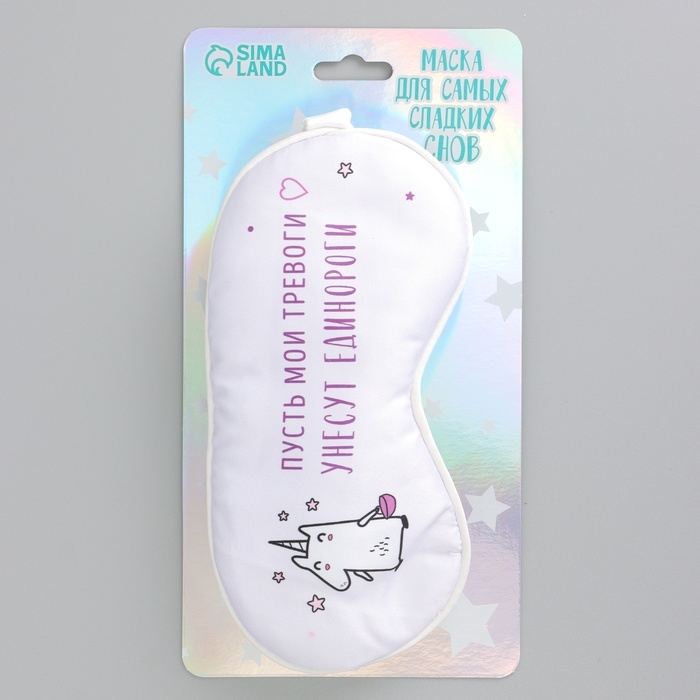 SIMA
LAND
МАСКА
ДЛЯ САМЫХ
СЛАДКИХ
СНОВ
ПУСТЬ МОИ ТРЕВОГИ
УНЕСУТ ЕДИНОРОГИ